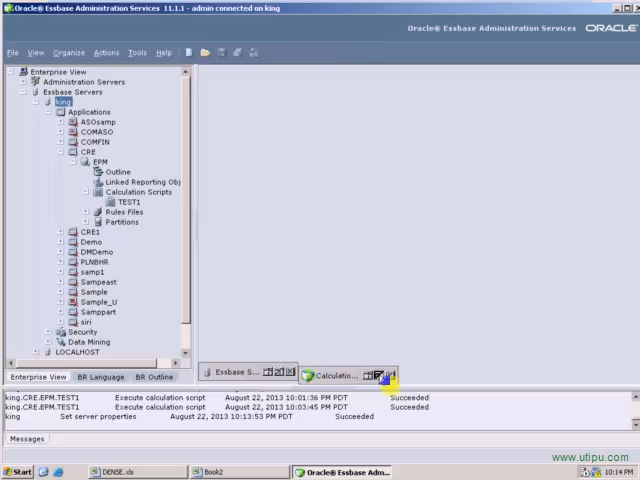 Oracle® Essbase Administration Services 11.1.1 - admin connected on king
Oracle® Essbase Administration Services ORACLE
File View Organize Actions Tools Help
Enterprise View
Administration Servers
Essbase Servers
king
Applications
ASOsamp
COMASO
COMFIN
CRE
EPM
Outline
Linked Reporting Obj
Calculation Scripts
TEST1
Rules Files
Partitions
CRE1
Demo
DMDemo
PLNBHR
samp1
Sampeast
Sample
Sample_U
Samppart
siri
Security
Data Mining
LOCALHOST
Essbase S...
Calculatio...
Enterprise View BR Language BR Outline
king.CRE.EPM.TEST1 Execute calculation script August 22, 2013 10:01:36 PM PDT Succeeded
king.CRE.EPM.TEST1 Execute calculation script August 22, 2013 10:03:45 PM PDT Succeeded
king Set server properties August 22, 2013 10:13:53 PM PDT Succeeded
Messages
www.utipu.com
Start DENSE.xls Book2 Oracle® Essbase Adm... 10:14 PM